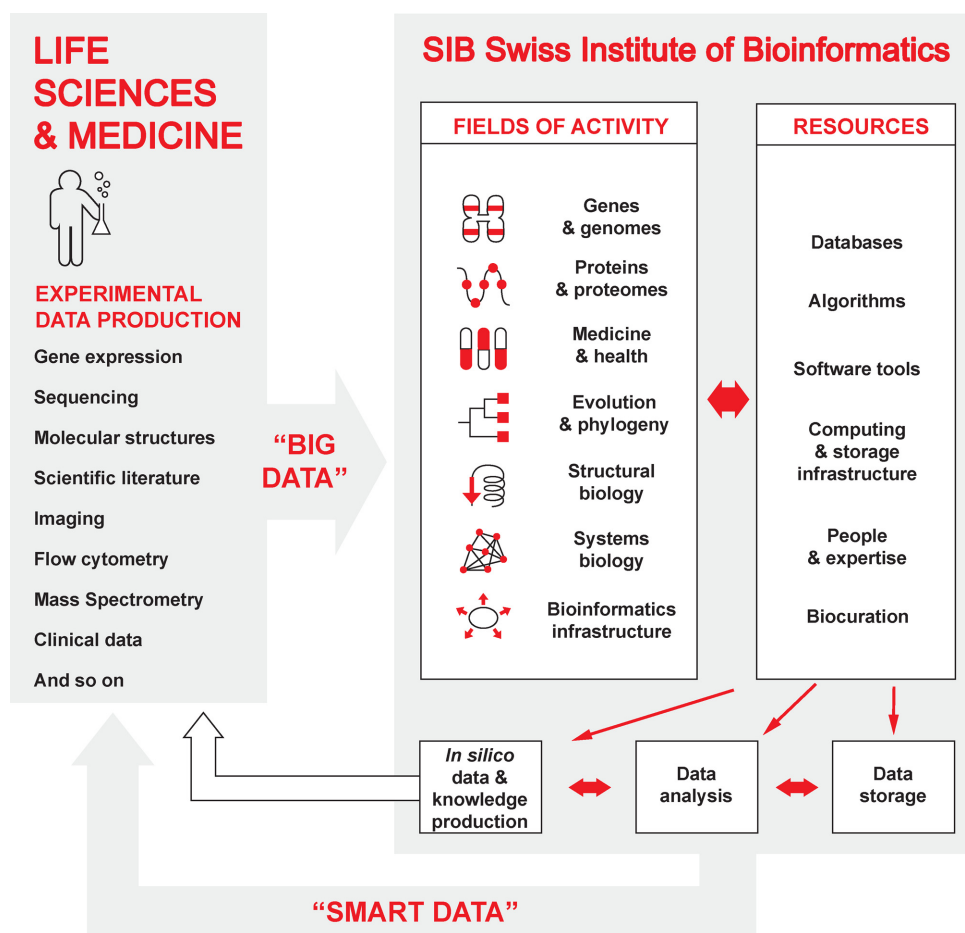 LIFE
SCIENCES
& MEDICINE
EXPERIMENTAL
DATA PRODUCTION
Gene expression
Sequencing
Molecular structures
Scientific literature
Imaging
Flow cytometry
Mass Spectrometry
Clinical data
And so on
“BIG
DATA”
SIB Swiss Institute of Bioinformatics
FIELDS OF ACTIVITY
Genes
& genomes
Proteins
& proteomes
Medicine
& health
Evolution
& phylogeny
Structural
biology
Systems
biology
Bioinformatics
infrastructure
RESOURCES
Databases
Algorithms
Software tools
Computing
& storage
infrastructure
People
& expertise
Biocuration
In silico
data &
knowledge
production
Data
analysis
Data
storage
“SMART DATA”